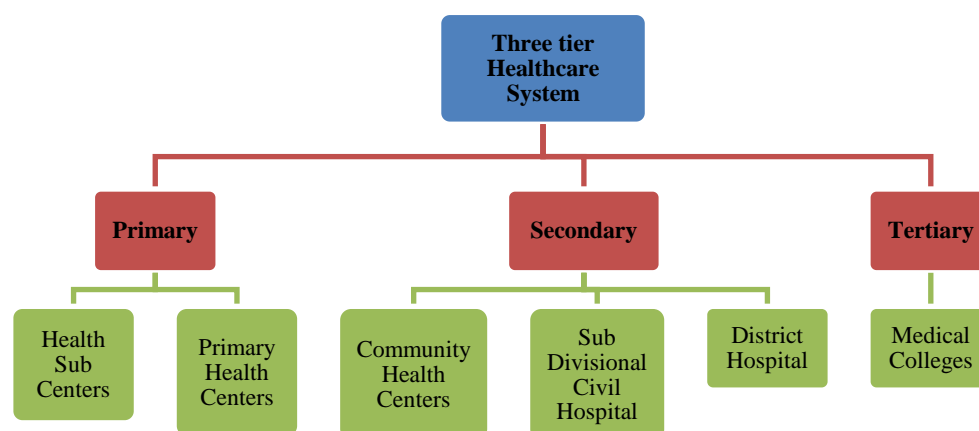 Three tier
Healthcare
System
Primary
Secondary
Tertiary
Health
Sub
Centers
Primary
Health
Centers
Community
Health
Centers
Sub
Divisional
Civil
Hospital
District
Hospital
Medical
Colleges